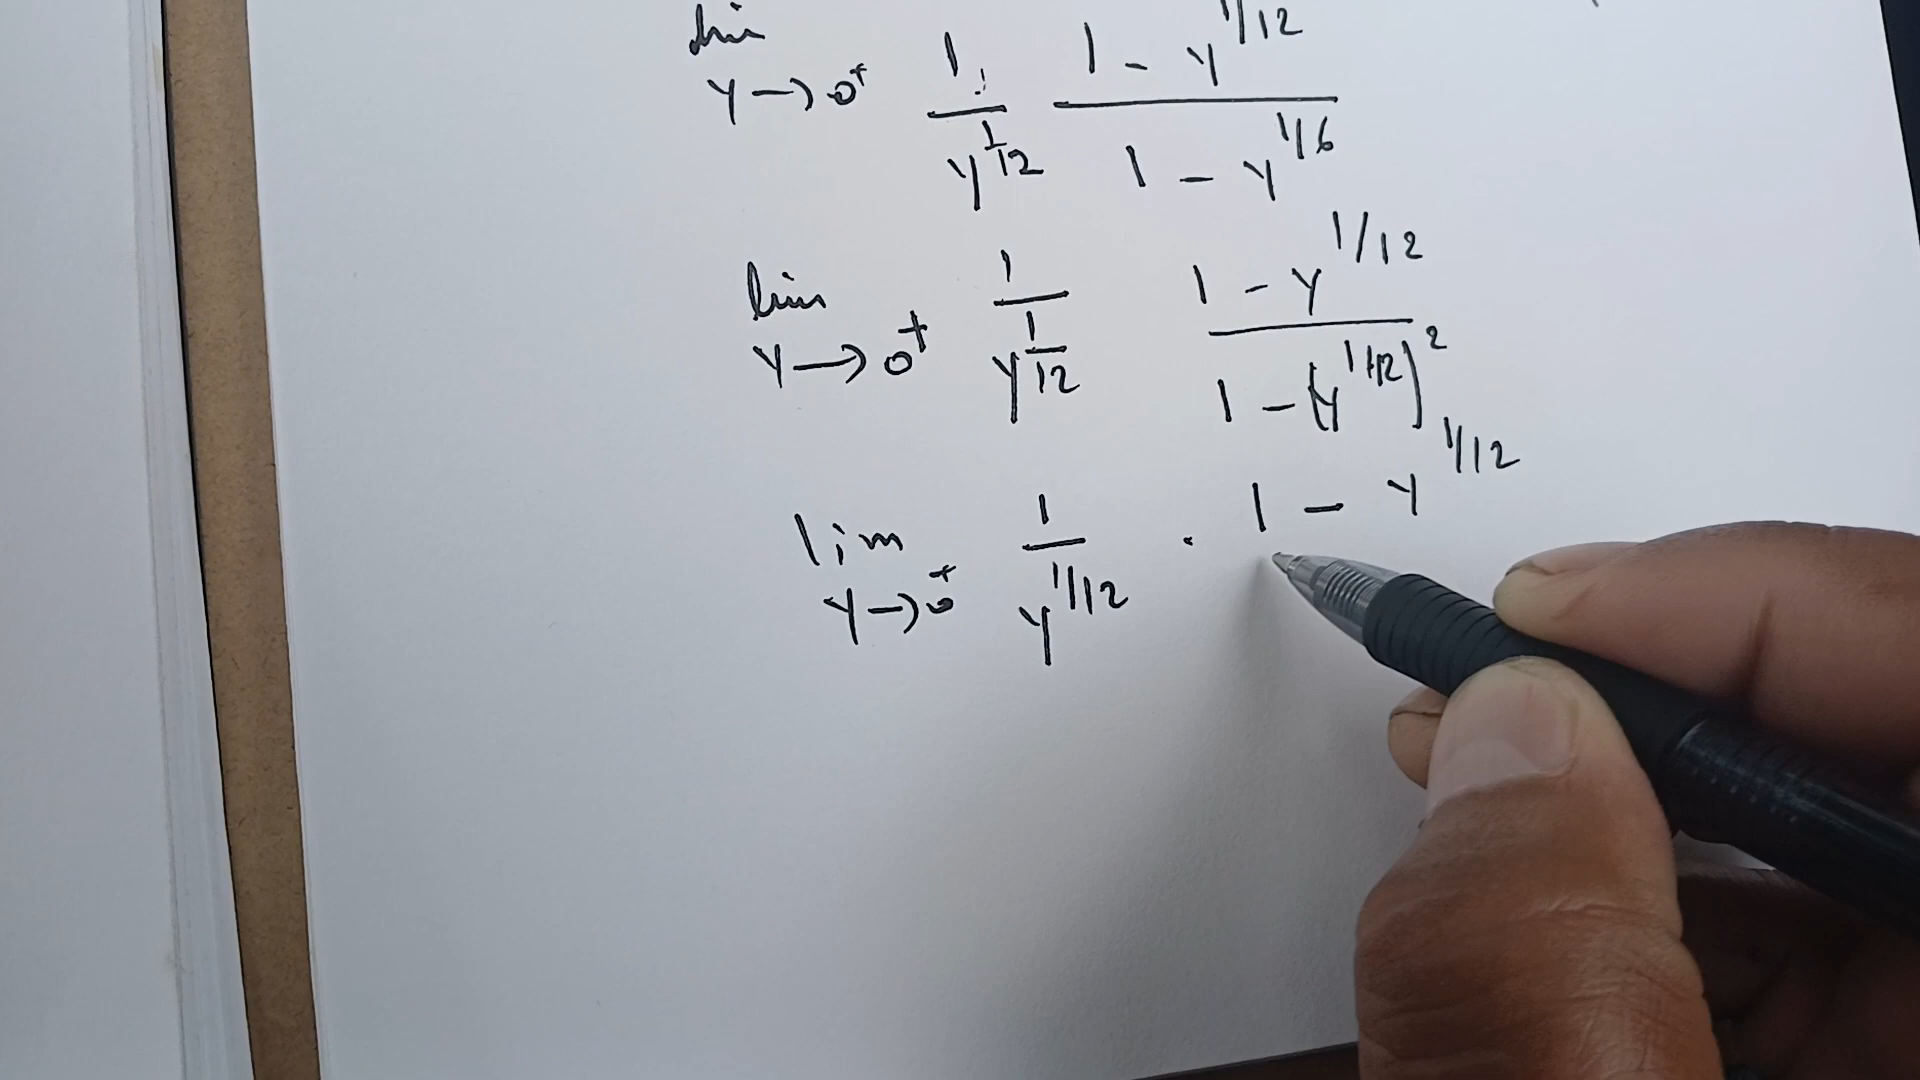 lim y→0⁺ 1/y^(1/12) (1 - y^(1/12))/(1 - y^(1/6))
lim y→0⁺ 1/y^(1/12) (1 - y^(1/12))/(1 - (y^(1/12))²)
lim y→0⁺ 1/y^(1/12) · 1 - y^(1/12)